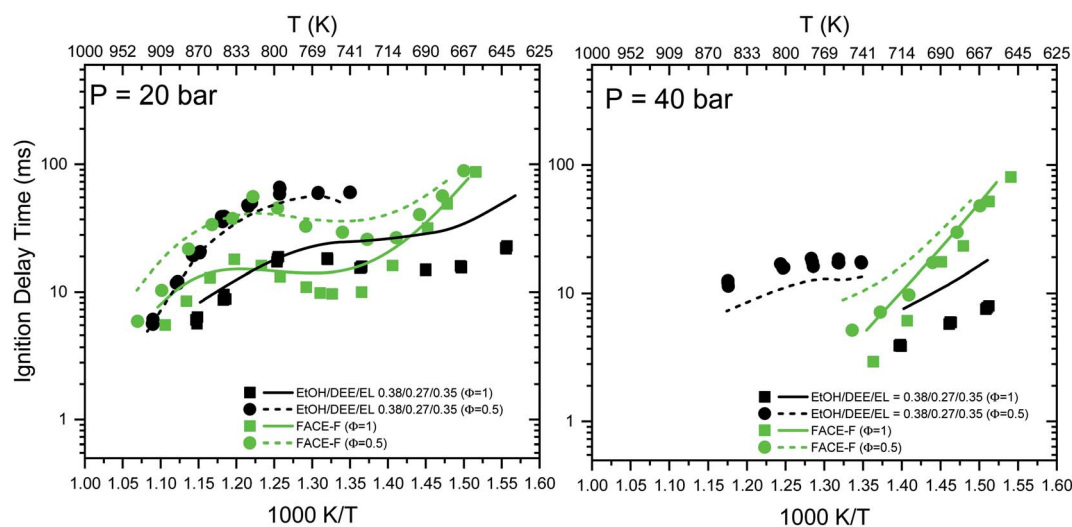 T (K)
1000 952 909 870 833 800 769 741 714 690 667 645 625
P = 20 bar
Ignition Delay Time (ms)
100
10
1
EtOH/DEE/EL 0.38/0.27/0.35 (Φ=1)
EtOH/DEE/EL 0.38/0.27/0.35 (Φ=0.5)
FACE-F (Φ=1)
FACE-F (Φ=0.5)
1.00 1.05 1.10 1.15 1.20 1.25 1.30 1.35 1.40 1.45 1.50 1.55 1.60
1000 K/T
T (K)
1000 952 909 870 833 800 769 741 714 690 667 645 625
P = 40 bar
100
10
1
EtOH/DEE/EL = 0.38/0.27/0.35 (Φ=1)
EtOH/DEE/EL = 0.38/0.27/0.35 (Φ=0.5)
FACE-F (Φ=1)
FACE-F (Φ=0.5)
1.00 1.05 1.10 1.15 1.20 1.25 1.30 1.35 1.40 1.45 1.50 1.55 1.60
1000 K/T